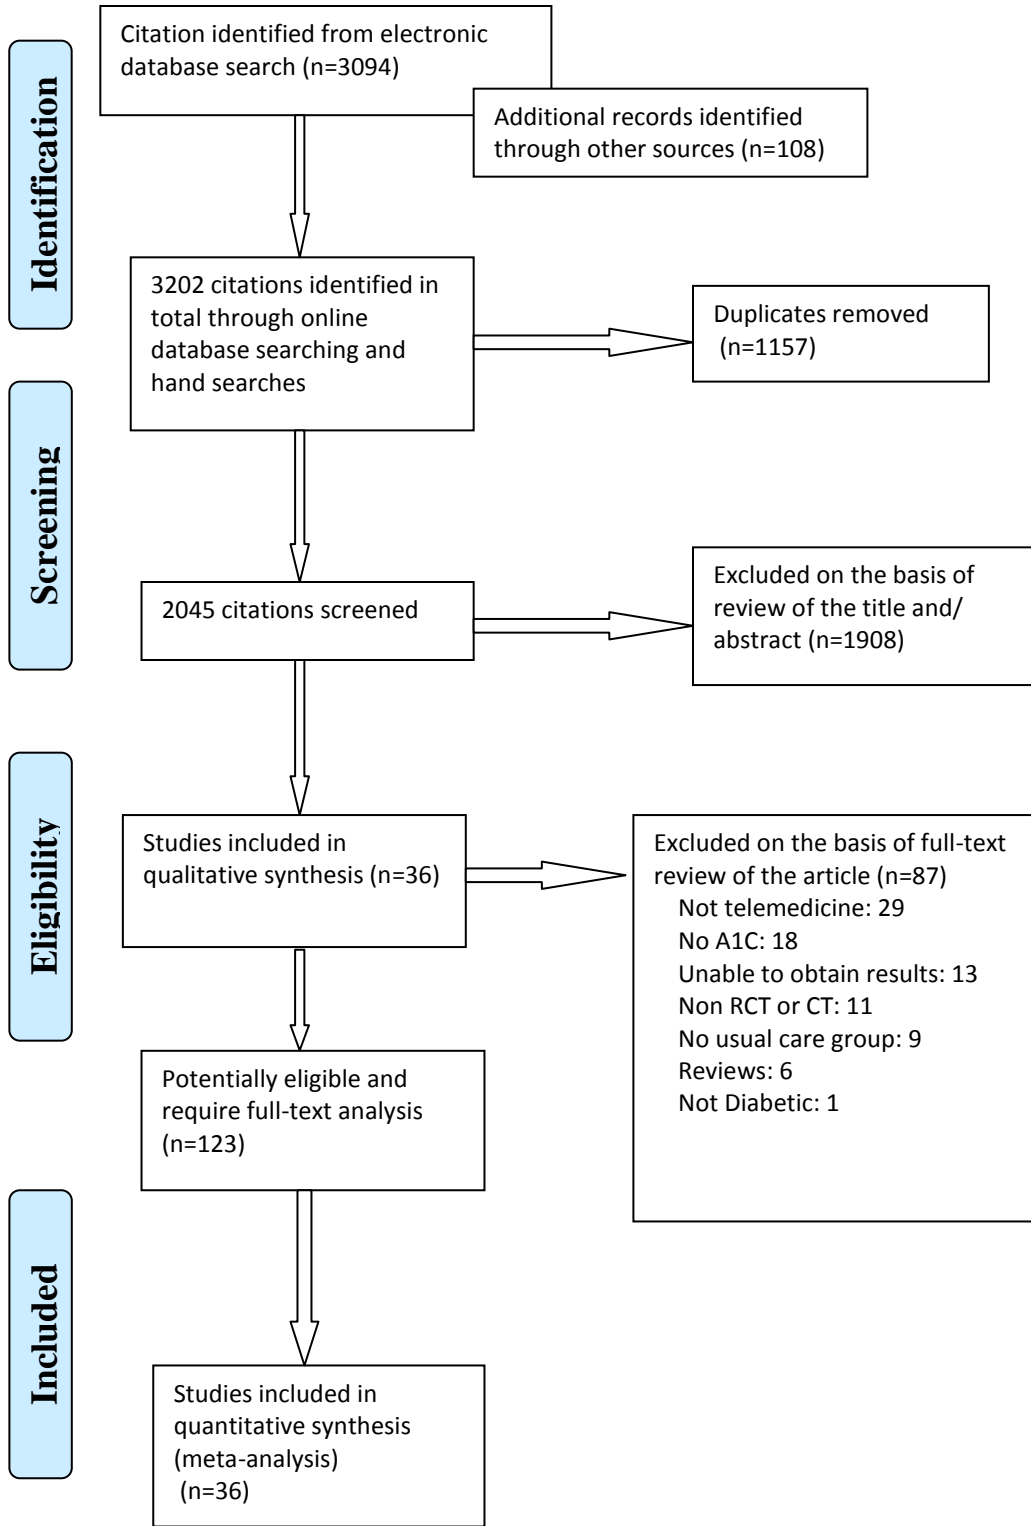 Identification
Citation identified from electronic
database search (n=3094)
Additional records identified
through other sources (n=108)
3202 citations identified in
total through online
database searching and
hand searches
Duplicates removed
(n=1157)
Screening
2045 citations screened
Excluded on the basis of
review of the title and/
abstract (n=1908)
Eligibility
Studies included in
qualitative synthesis (n=36)
Excluded on the basis of full-text
review of the article (n=87)
Not telemedicine: 29
No A1C: 18
Unable to obtain results: 13
Non RCT or CT: 11
No usual care group: 9
Reviews: 6
Not Diabetic: 1
Potentially eligible and
require full-text analysis
(n=123)
Included
Studies included in
quantitative synthesis
(meta-analysis)
(n=36)